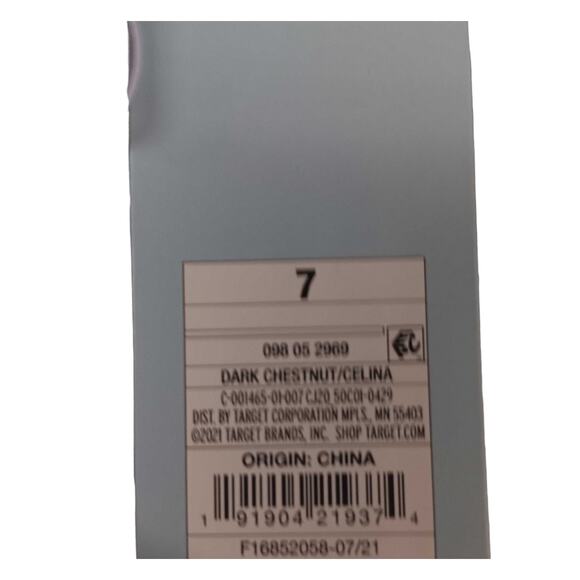 7
098 05 2969
DARK CHESTNUT/CELINA
C-001465-01-007 CJ20 50C01-0429
DIST. BY TARGET CORPORATION MPLS., MN 55403
©2021 TARGET BRANDS, INC. SHOP TARGET.COM
ORIGIN: CHINA
1 91904 21937 4
F16852058-07/21